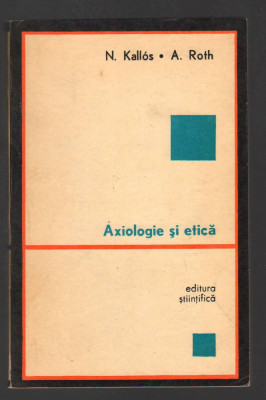 N. Kallós • A. Roth
Axiologie și etică
editura
științifică